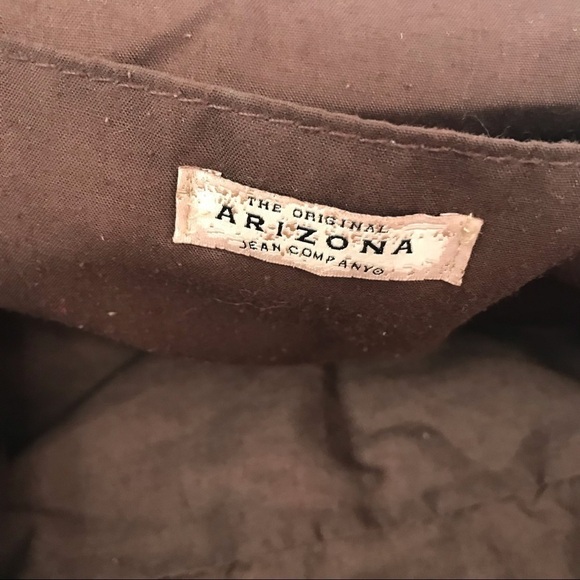 THE ORIGINAL
ARIZONA
JEAN COMPANY®